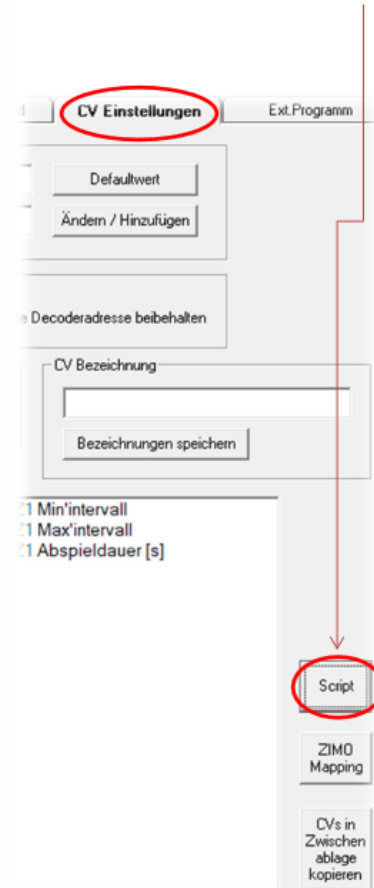 CV Einstellungen
Ext.Programm
Defaultwert
Ändern / Hinzufügen
Decoderadresse beibehalten
CV Bezeichnung
Bezeichnungen speichern
Z1 Min'intervall
Z1 Max'intervall
Z1 Abspieldauer [s]
Script
ZIMO
Mapping
CVs in
Zwischen
ablage
kopieren